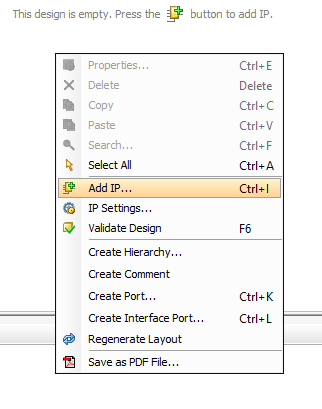 This design is empty. Press the button to add IP.
Properties... Ctrl+E
Delete Delete
Copy Ctrl+C
Paste Ctrl+V
Search... Ctrl+F
Select All Ctrl+A
Add IP... Ctrl+I
IP Settings...
Validate Design F6
Create Hierarchy...
Create Comment
Create Port... Ctrl+K
Create Interface Port... Ctrl+L
Regenerate Layout
Save as PDF File...